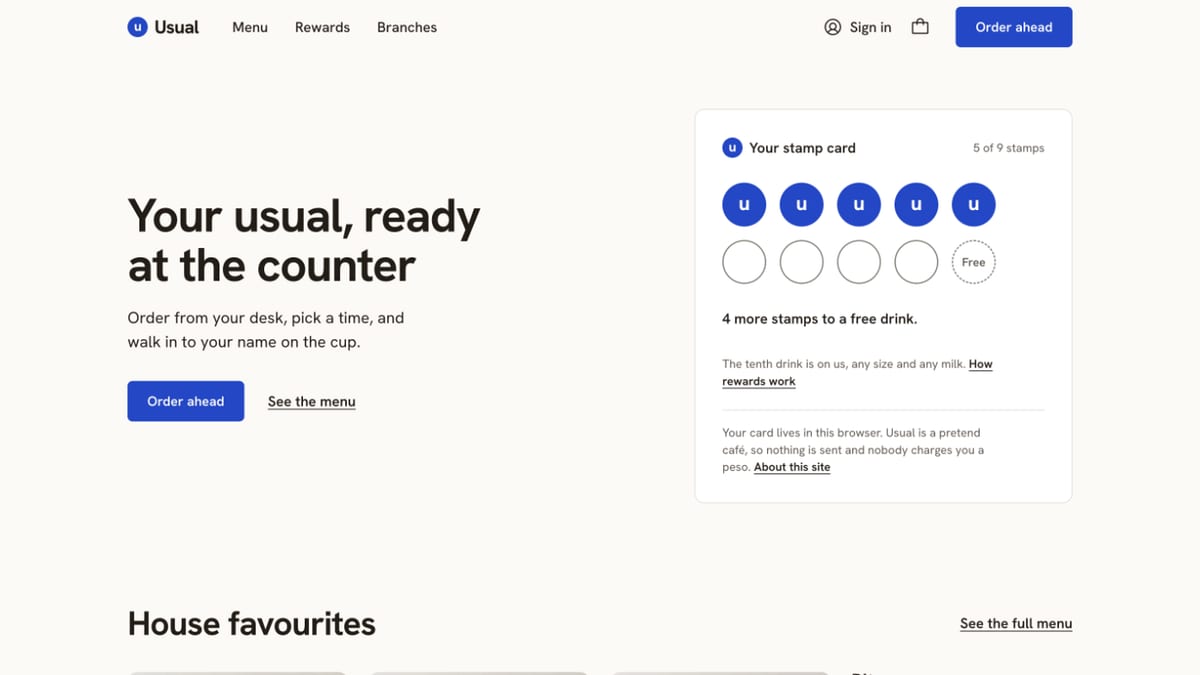 u Usual Menu Rewards Branches Sign in Order ahead
Your usual, ready
at the counter
Order from your desk, pick a time, and
walk in to your name on the cup.
Order ahead See the menu
u Your stamp card 5 of 9 stamps
u u u u u
Free
4 more stamps to a free drink.
The tenth drink is on us, any size and any milk. How
rewards work
Your card lives in this browser. Usual is a pretend
café, so nothing is sent and nobody charges you a
peso. About this site
House favourites See the full menu